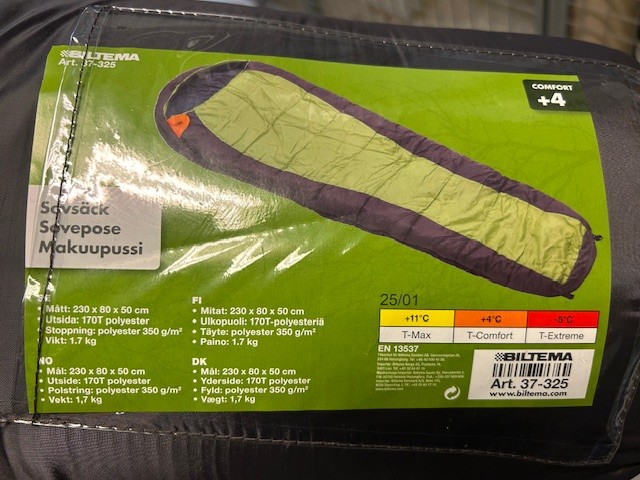 BILTEMA
Art. 37-325
COMFORT
+4
Sovsäck
Sovepose
Makuupussi
SE
• Mått: 230 x 80 x 50 cm
• Utsida: 170T polyester
• Stoppning: polyester 350 g/m²
• Vikt: 1.7 kg
FI
• Mitat: 230 x 80 x 50 cm
• Ulkopuoli: 170T-polyesteriä
• Täyte: polyester 350 g/m²
• Paino: 1.7 kg
NO
• Mål: 230 x 80 x 50 cm
• Utside: 170T polyester
• Polstring: polyester 350 g/m²
• Vekt: 1,7 kg
DK
• Mål: 230 x 80 x 50 cm
• Yderside: 170T polyester
• Fyld: polyester 350 g/m²
• Vægt: 1,7 kg
25/01
+11°C +4°C -5°C
T-Max T-Comfort T-Extreme
EN 13537
BILTEMA
Art. 37-325
www.biltema.com